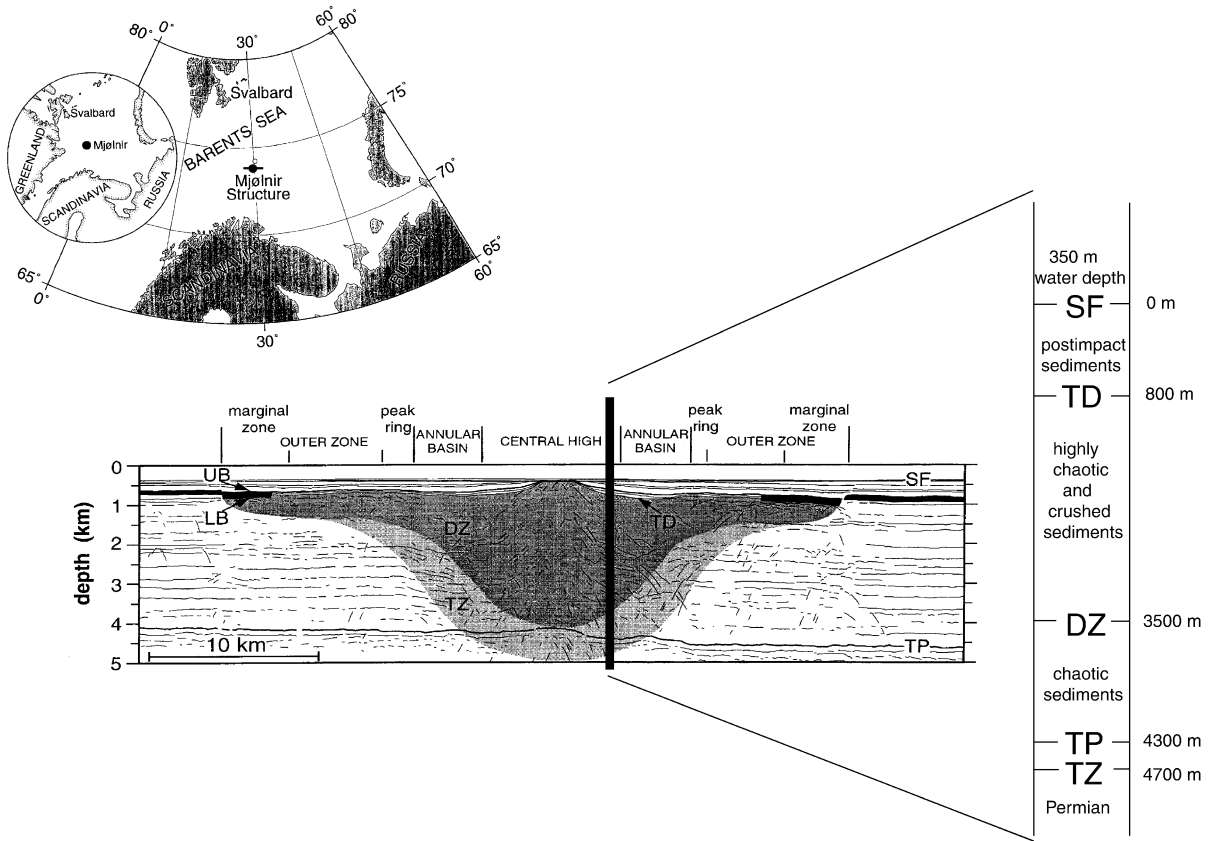 60°
80°
0°
80°
30°
Svalbard
75°
BARENTS SEA
Svalbard
Mjølnir
GREENLAND
SCANDINAVIA
RUSSIA
70°
Mjølnir
Structure
SCANDINAVIA
RUSSIA
65°
60°
65°
0°
30°
350 m
water depth
SF
0 m
postimpact
sediments
TD
800 m
highly
chaotic
and
crushed
sediments
DZ
3500 m
chaotic
sediments
TP
4300 m
TZ
4700 m
Permian
marginal
zone
OUTER ZONE
peak
ring
ANNULAR
BASIN
CENTRAL HIGH
ANNULAR
BASIN
peak
ring
OUTER ZONE
marginal
zone
0
1
2
3
4
5
depth (km)
UB
LB
SF
DZ
TD
TZ
TP
10 km